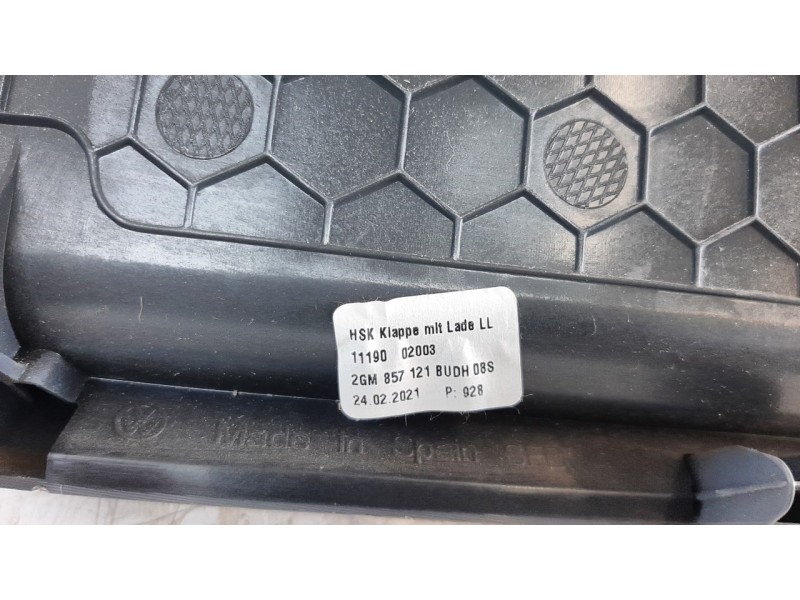 HSK Klappe mit Lade LL
11190 02003
2GM 857 121 BUDH 08S
24.02.2021 P: 928
Made in Spain